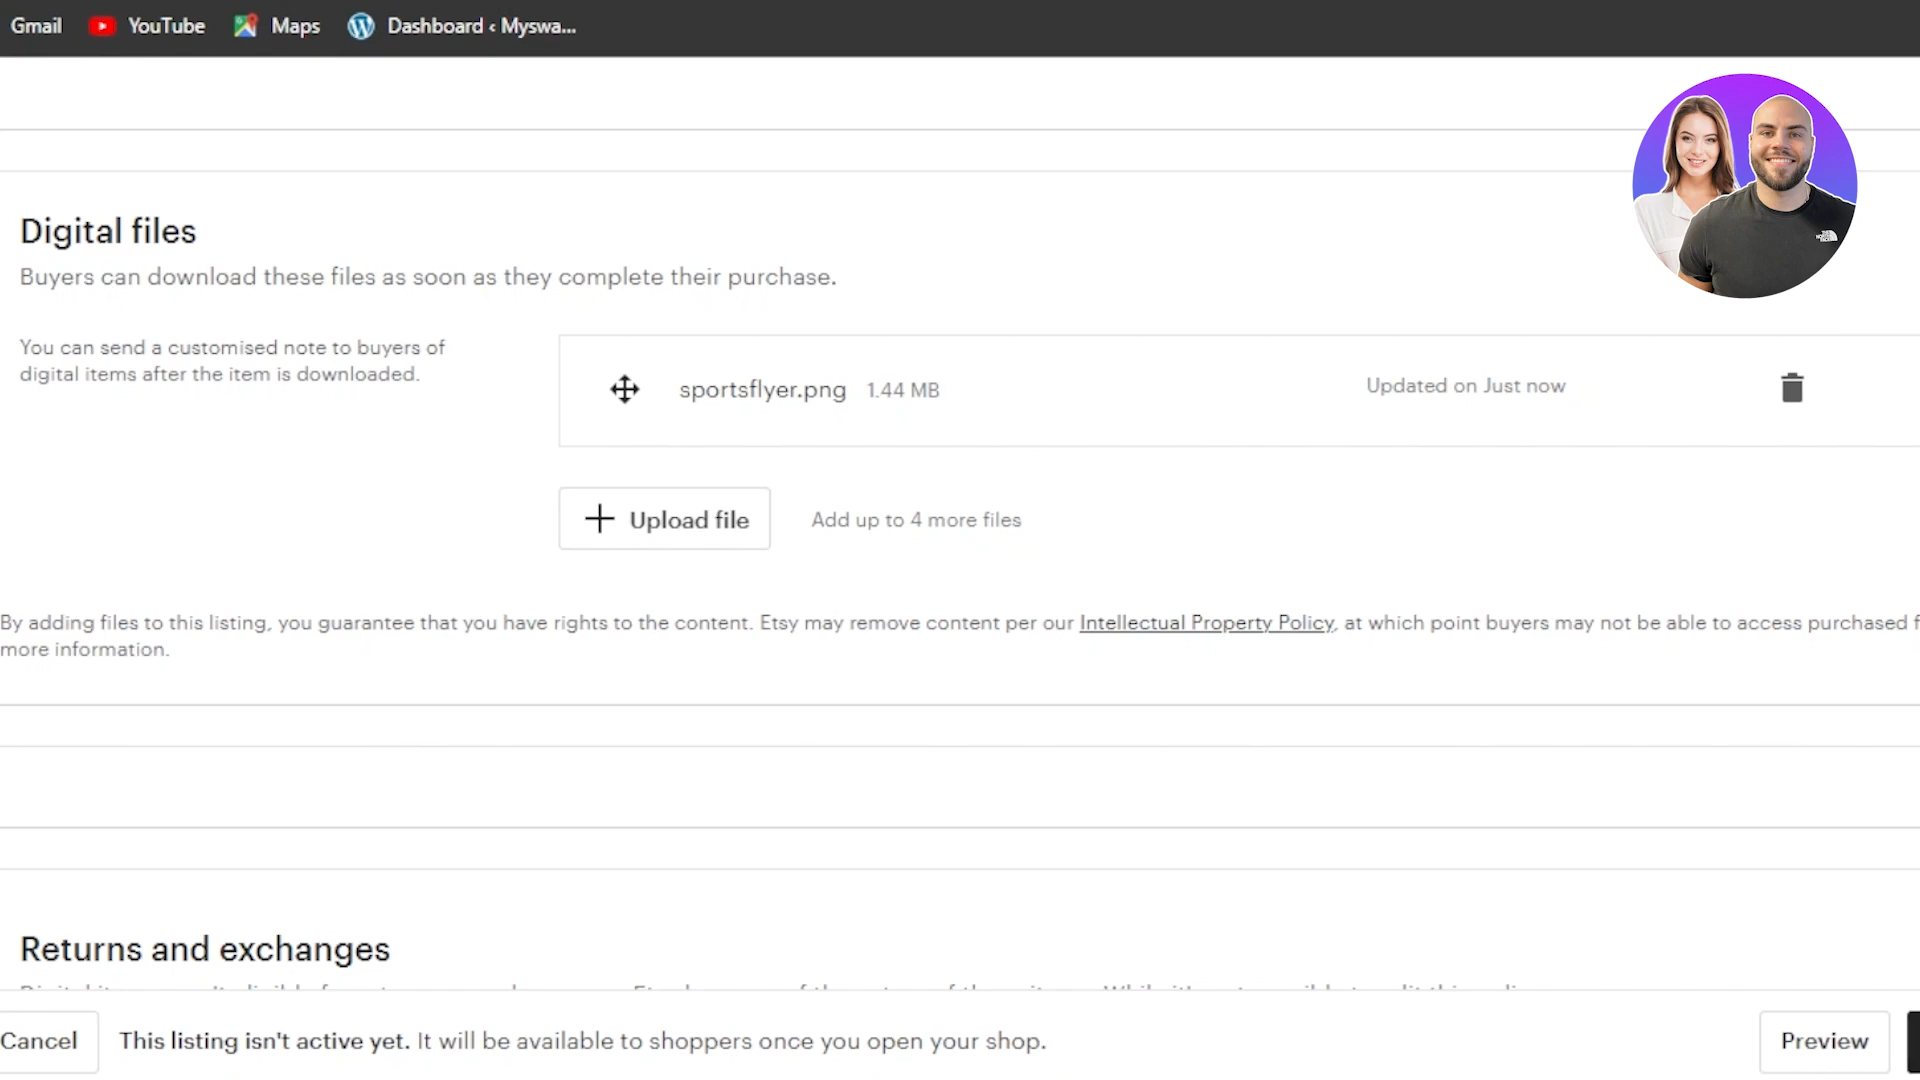 Gmail YouTube Maps Dashboard ‹ Myswa...
THE NORTH FACE
Digital files
Buyers can download these files as soon as they complete their purchase.
You can send a customised note to buyers of
digital items after the item is downloaded.
sportsflyer.png 1.44 MB Updated on Just now
Upload file Add up to 4 more files
By adding files to this listing, you guarantee that you have rights to the content. Etsy may remove content per our Intellectual Property Policy, at which point buyers may not be able to access purchased f
more information.
Returns and exchanges
Cancel This listing isn't active yet. It will be available to shoppers once you open your shop. Preview